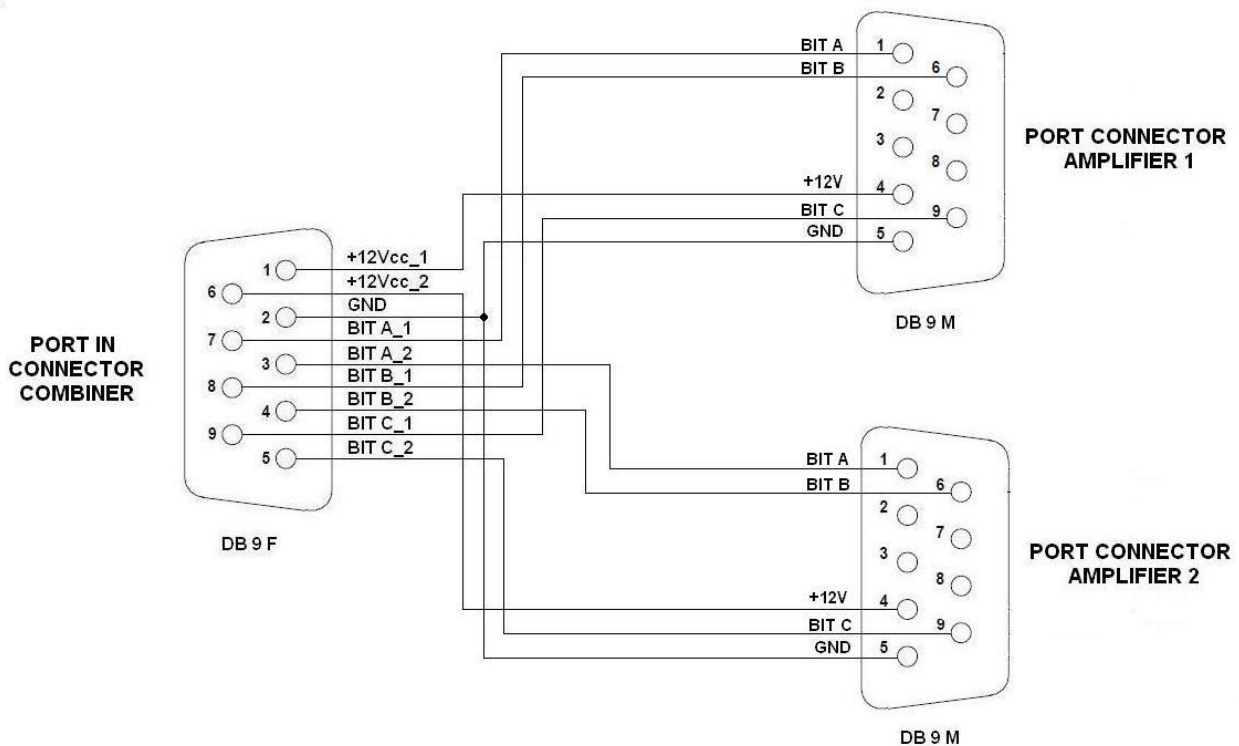 PORT IN
CONNECTOR
COMBINER
1
6
2
7
3
8
4
9
5
+12Vcc_1
+12Vcc_2
GND
BIT A_1
BIT A_2
BIT B_1
BIT B_2
BIT C_1
BIT C_2
DB 9 F
BIT A
BIT B
+12V
BIT C
GND
1
6
2
7
3
8
4
9
5
PORT CONNECTOR
AMPLIFIER 1
DB 9 M
BIT A
BIT B
+12V
BIT C
GND
1
6
2
7
3
8
4
9
5
PORT CONNECTOR
AMPLIFIER 2
DB 9 M